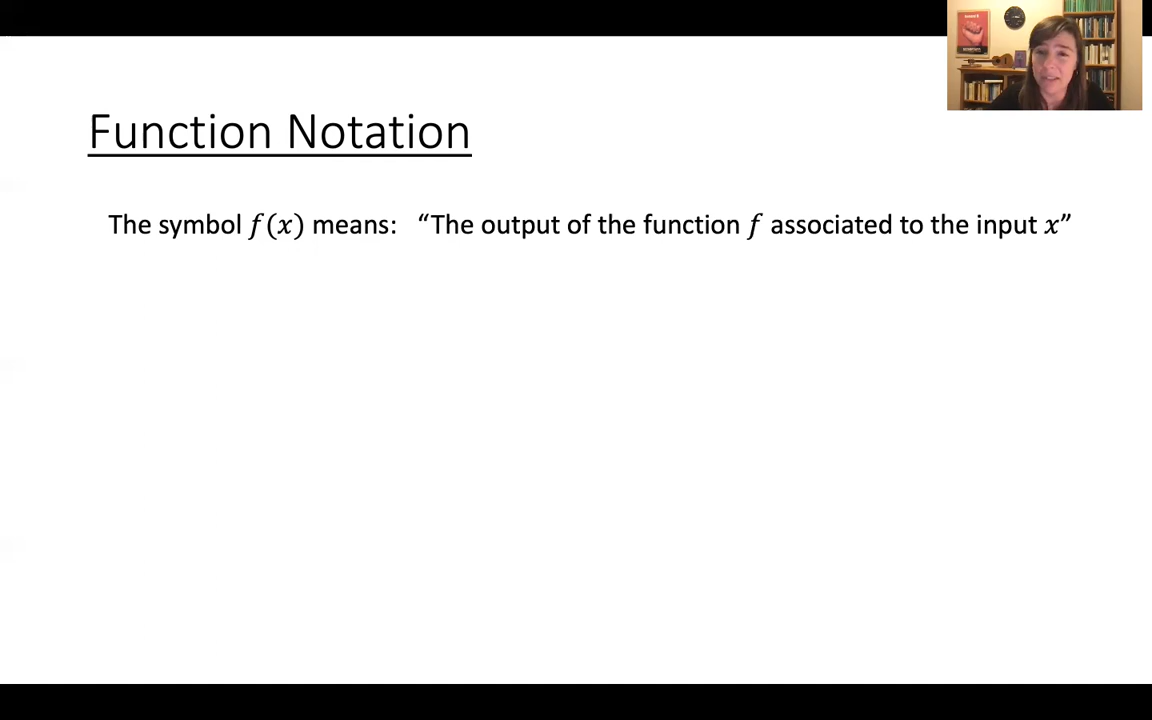 Function Notation
The symbol 𝑓(𝑥) means: “The output of the function 𝑓 associated to the input 𝑥”